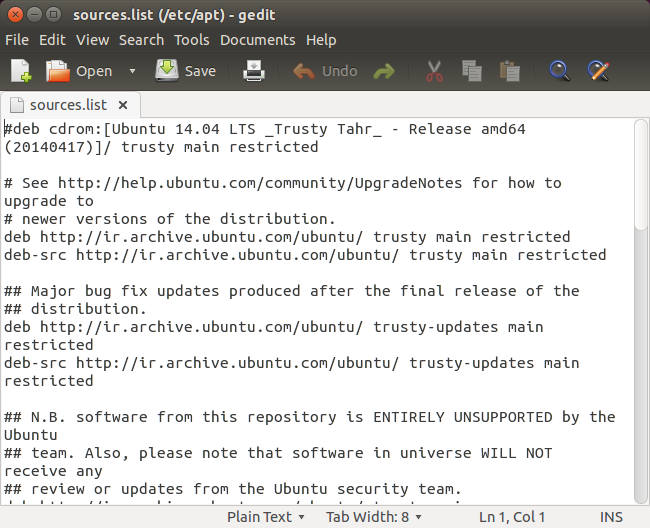 sources.list (/etc/apt) - gedit
File Edit View Search Tools Documents Help
Open Save Undo
sources.list
#deb cdrom:[Ubuntu 14.04 LTS _Trusty Tahr_ - Release amd64
(20140417)]/ trusty main restricted
# See http://help.ubuntu.com/community/UpgradeNotes for how to
upgrade to
# newer versions of the distribution.
deb http://ir.archive.ubuntu.com/ubuntu/ trusty main restricted
deb-src http://ir.archive.ubuntu.com/ubuntu/ trusty main restricted
## Major bug fix updates produced after the final release of the
## distribution.
deb http://ir.archive.ubuntu.com/ubuntu/ trusty-updates main
restricted
deb-src http://ir.archive.ubuntu.com/ubuntu/ trusty-updates main
restricted
## N.B. software from this repository is ENTIRELY UNSUPPORTED by the
Ubuntu
## team. Also, please note that software in universe WILL NOT
receive any
## review or updates from the Ubuntu security team.
Plain Text Tab Width: 8 Ln 1, Col 1 INS